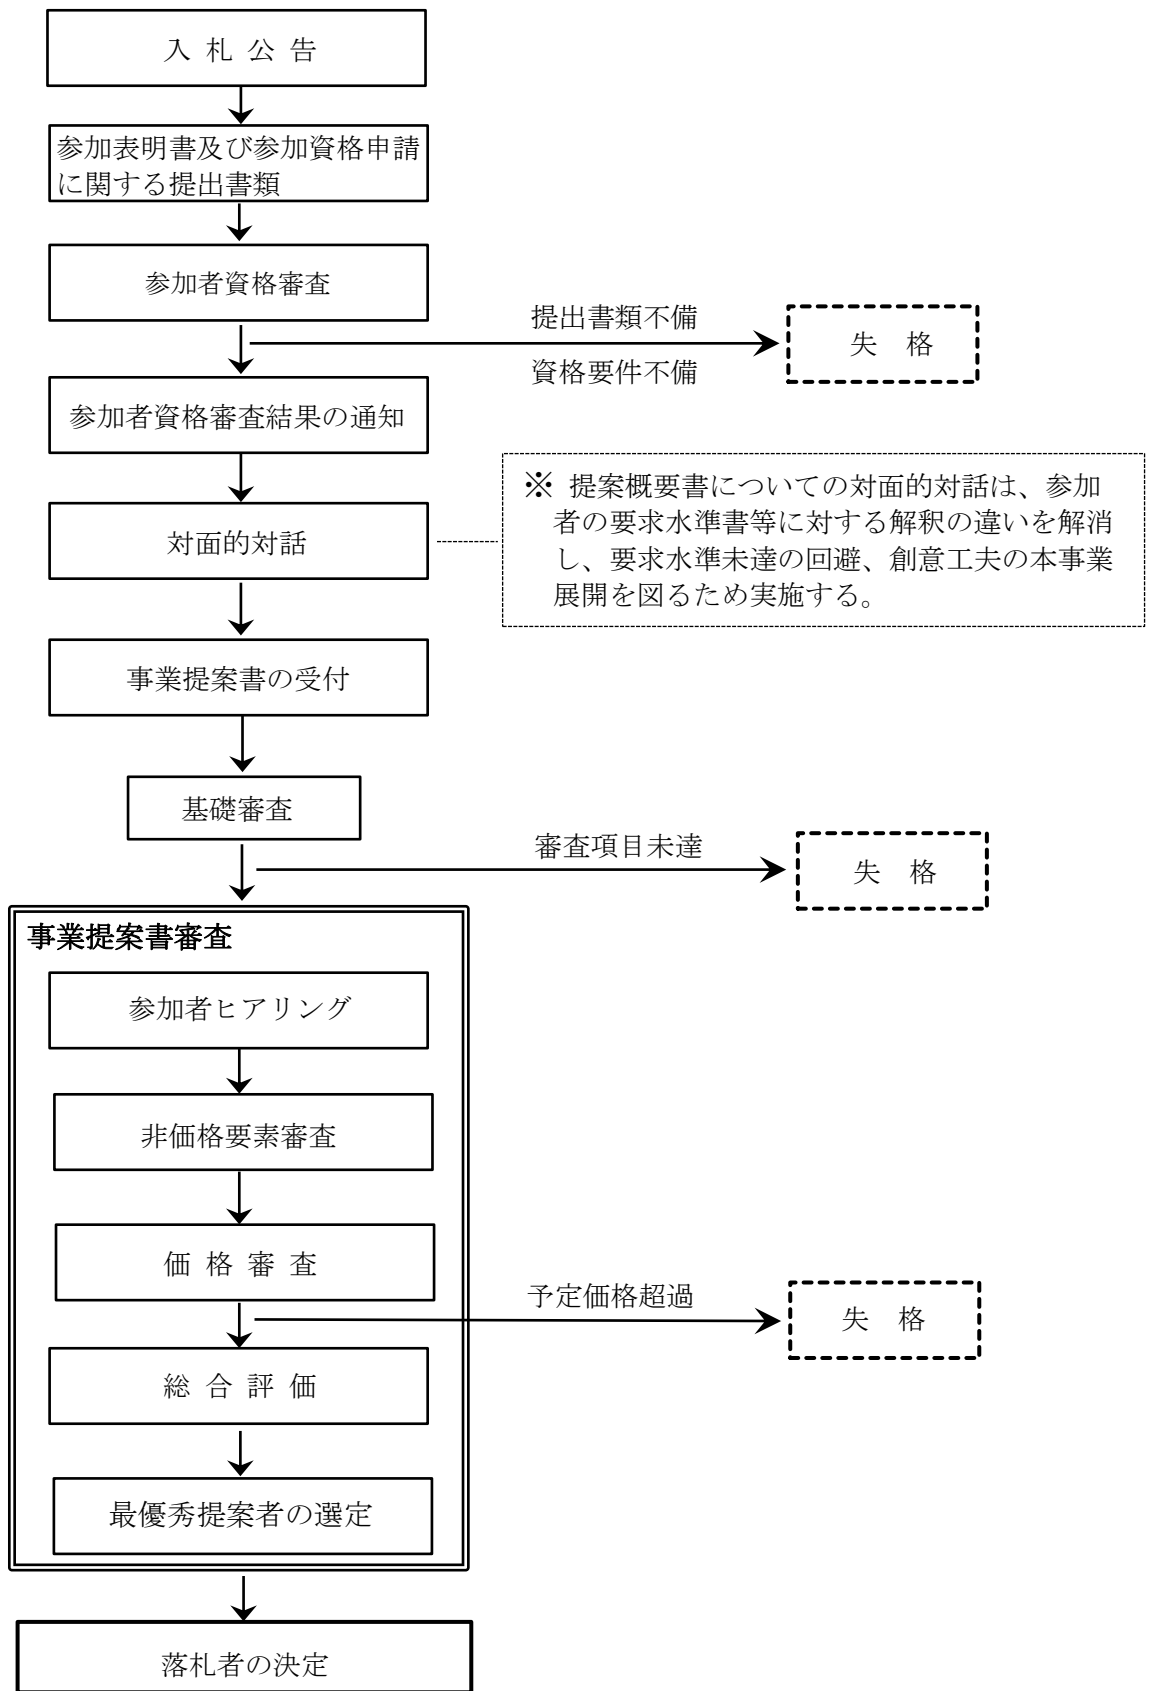 入 札 公 告
参加表明書及び参加資格申請
に関する提出書類
参加者資格審査
提出書類不備
資格要件不備
失 格
参加者資格審査結果の通知
※ 提案概要書についての対面的対話は、参加
者の要求水準書等に対する解釈の違いを解消
し、要求水準未達の回避、創意工夫の本事業
展開を図るため実施する。
対面的対話
事業提案書の受付
基礎審査
審査項目未達
失 格
事業提案書審査
参加者ヒアリング
非価格要素審査
価 格 審 査
予定価格超過
失 格
総 合 評 価
最優秀提案者の選定
落札者の決定